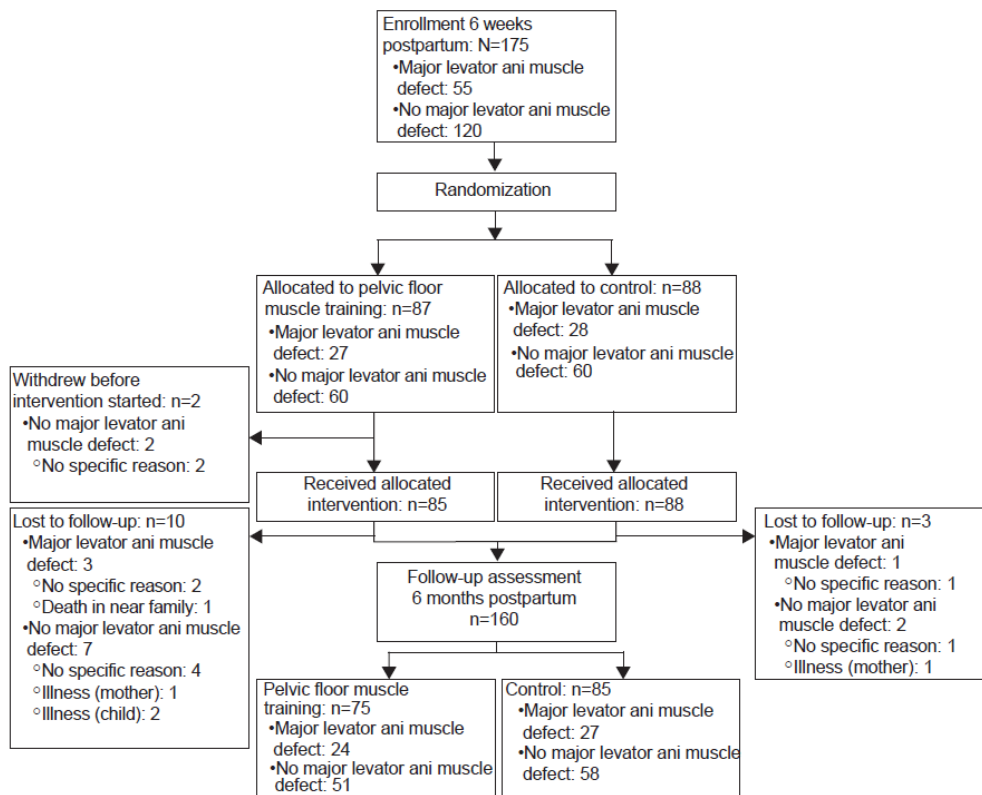 Enrollment 6 weeks
postpartum: N=175
•Major levator ani muscle
defect: 55
•No major levator ani muscle
defect: 120
Randomization
Allocated to pelvic floor
muscle training: n=87
•Major levator ani muscle
defect: 27
•No major levator ani muscle
defect: 60
Allocated to control: n=88
•Major levator ani muscle
defect: 28
•No major levator ani muscle
defect: 60
Withdrew before
intervention started: n=2
•No major levator ani
muscle defect: 2
○No specific reason: 2
Received allocated
intervention: n=85
Received allocated
intervention: n=88
Lost to follow-up: n=10
•Major levator ani muscle
defect: 3
○No specific reason: 2
○Death in near family: 1
•No major levator ani muscle
defect: 7
○No specific reason: 4
○Illness (mother): 1
○Illness (child): 2
Lost to follow-up: n=3
•Major levator ani
muscle defect: 1
○No specific reason: 1
•No major levator ani
muscle defect: 2
○No specific reason: 1
○Illness (mother): 1
Follow-up assessment
6 months postpartum
n=160
Pelvic floor muscle
training: n=75
•Major levator ani muscle
defect: 24
•No major levator ani muscle
defect: 51
Control: n=85
•Major levator ani muscle
defect: 27
•No major levator ani muscle
defect: 58